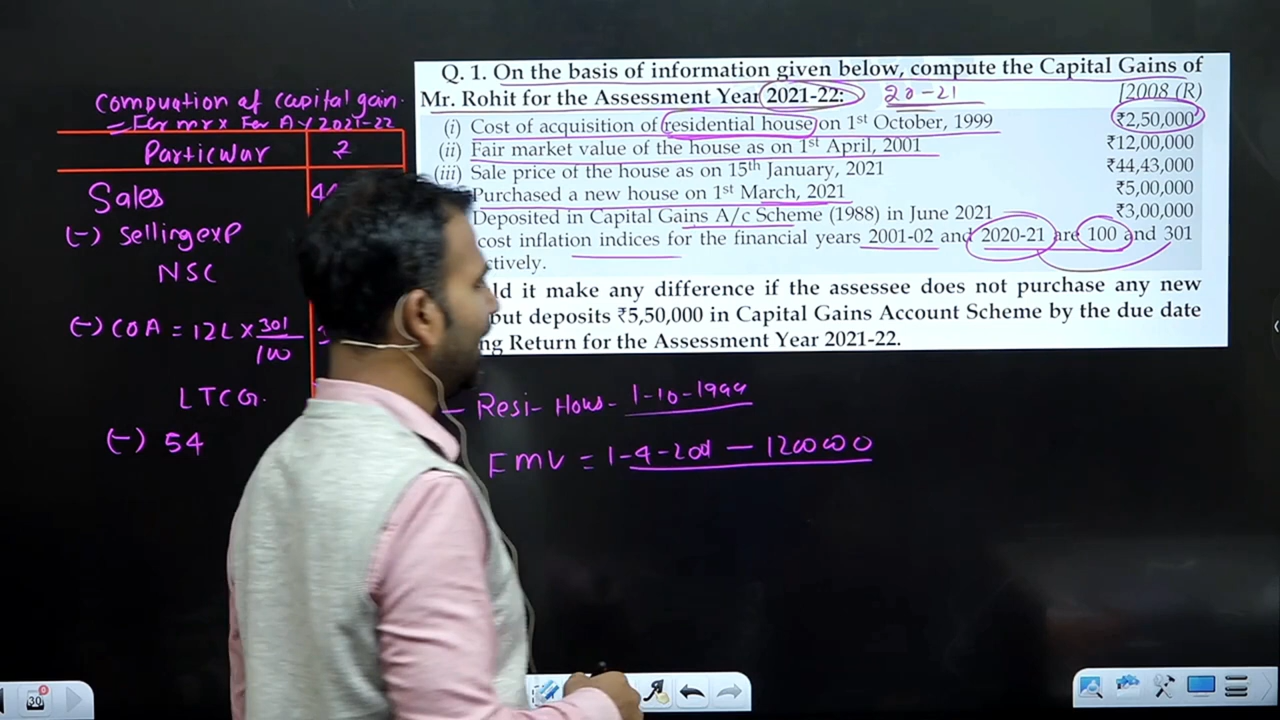 Compuation of capital gain.
For mr x For A Y 2021-22
Particular ₹
Sales
(-) Selling exp
NSC
(-) COA = 12L × 301/100
LTCG.
(-) 54
Q. 1. On the basis of information given below, compute the Capital Gains of
Mr. Rohit for the Assessment Year 2021-22: 20-21 [2008 (R)
(i) Cost of acquisition of residential house on 1st October, 1999 ₹2,50,000
(ii) Fair market value of the house as on 1st April, 2001 ₹12,00,000
(iii) Sale price of the house as on 15th January, 2021 ₹44,43,000
Purchased a new house on 1st March, 2021 ₹5,00,000
Deposited in Capital Gains A/c Scheme (1988) in June 2021 ₹3,00,000
cost inflation indices for the financial years 2001-02 and 2020-21 are 100 and 301
ctively.
ld it make any difference if the assessee does not purchase any new
but deposits ₹5,50,000 in Capital Gains Account Scheme by the due date
ng Return for the Assessment Year 2021-22.
- Resi- Hous- 1-10-1999
FMV = 1-4-2001 - 1200000
30